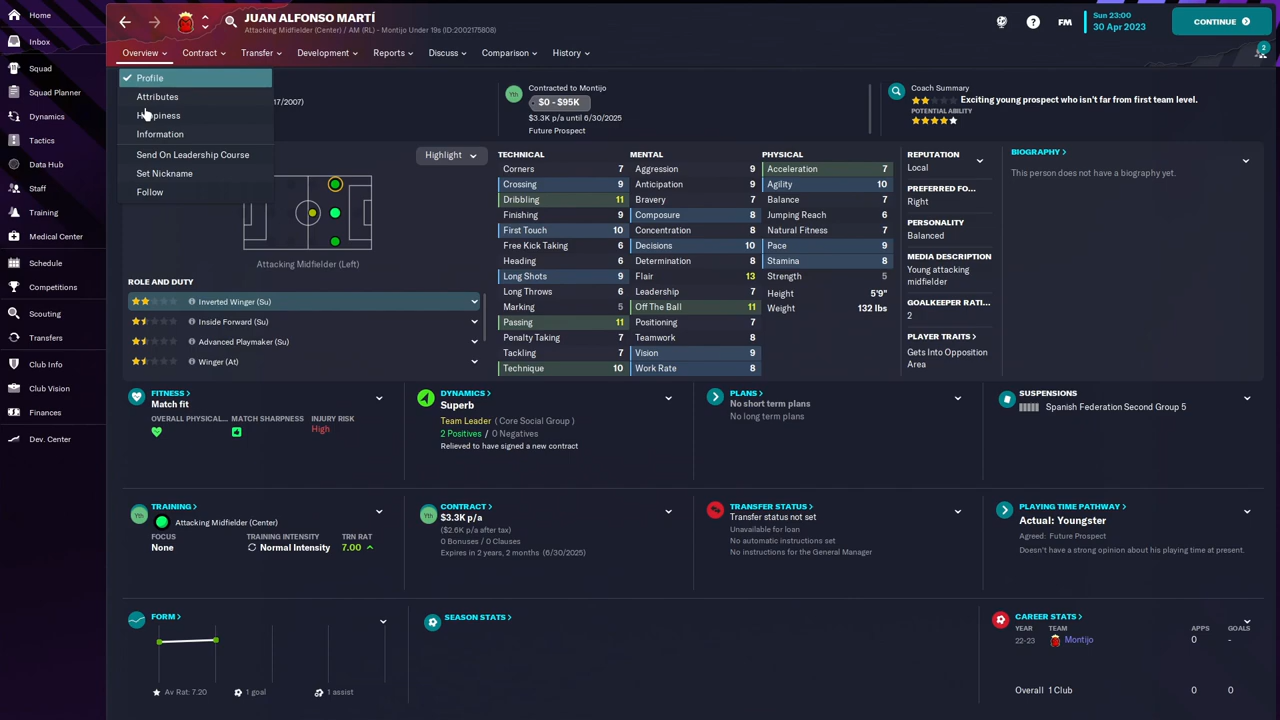 Home
Inbox
Squad
Squad Planner
Dynamics
Tactics
Data Hub
Staff
Training
Medical Center
Schedule
Competitions
Scouting
Transfers
Club Info
Club Vision
Finances
Dev. Center
JUAN ALFONSO MARTÍ
Attacking Midfielder (Center) / AM (RL) - Montijo Under 19s (ID:2002175808)
FM
Sun 23:00
30 Apr 2023
CONTINUE
2
Overview
Contract
Transfer
Development
Reports
Discuss
Comparison
History
Profile
Attributes
Happiness
Information
Send On Leadership Course
Set Nickname
Follow
17/2007)
Yth
Contracted to Montijo
$0 - $95K
$3.3K p/a until 6/30/2025
Future Prospect
Coach Summary
Exciting young prospect who isn't far from first team level.
POTENTIAL ABILITY
Highlight
Attacking Midfielder (Left)
ROLE AND DUTY
Inverted Winger (Su)
Inside Forward (Su)
Advanced Playmaker (Su)
Winger (At)
TECHNICAL
Corners 7
Crossing 9
Dribbling 11
Finishing 9
First Touch 10
Free Kick Taking 6
Heading 6
Long Shots 9
Long Throws 6
Marking 5
Passing 11
Penalty Taking 7
Tackling 7
Technique 10
MENTAL
Aggression 9
Anticipation 9
Bravery 7
Composure 8
Concentration 8
Decisions 10
Determination 8
Flair 13
Leadership 7
Off The Ball 11
Positioning 7
Teamwork 8
Vision 9
Work Rate 8
PHYSICAL
Acceleration 7
Agility 10
Balance 7
Jumping Reach 6
Natural Fitness 7
Pace 9
Stamina 8
Strength 5
Height 5'9"
Weight 132 lbs
REPUTATION
Local
PREFERRED FO...
Right
PERSONALITY
Balanced
MEDIA DESCRIPTION
Young attacking
midfielder
GOALKEEPER RATI...
2
PLAYER TRAITS
Gets Into Opposition
Area
BIOGRAPHY
This person does not have a biography yet.
FITNESS
Match fit
OVERALL PHYSICAL...
MATCH SHARPNESS
INJURY RISK
High
DYNAMICS
Superb
Team Leader ( Core Social Group )
2 Positives / 0 Negatives
Relieved to have signed a new contract
PLANS
No short term plans
No long term plans
SUSPENSIONS
Spanish Federation Second Group 5
Yth
TRAINING
Attacking Midfielder (Center)
FOCUS
None
TRAINING INTENSITY
Normal Intensity
TRN RAT
7.00
Yth
CONTRACT
$3.3K p/a
($2.6K p/a after tax)
0 Bonuses / 0 Clauses
Expires in 2 years, 2 months (6/30/2025)
TRANSFER STATUS
Transfer status not set
Unavailable for loan
No automatic instructions set
No instructions for the General Manager
PLAYING TIME PATHWAY
Actual: Youngster
Agreed: Future Prospect
Doesn't have a strong opinion about his playing time at present.
FORM
Av Rat: 7.20
1 goal
1 assist
SEASON STATS
CAREER STATS
YEAR TEAM APPS GOALS
22-23 Montijo 0 -
Overall 1 Club 0 0